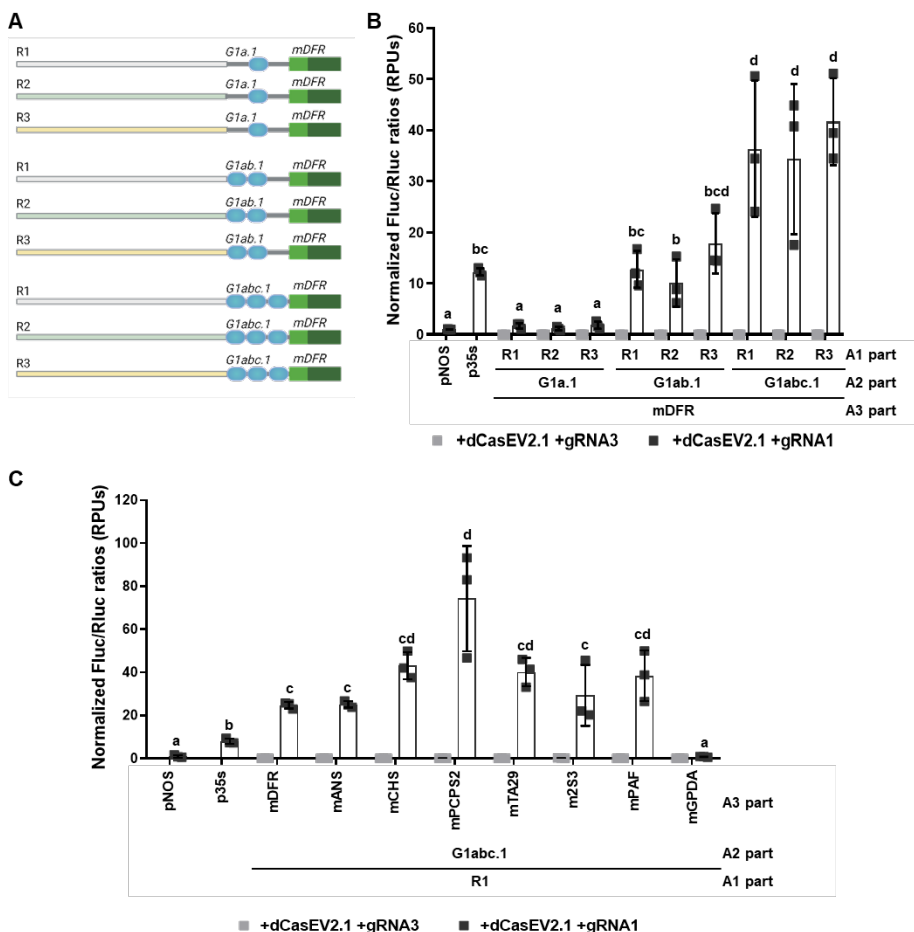 A
R1 G1a.1 mDFR
R2 G1a.1 mDFR
R3 G1a.1 mDFR
R1 G1ab.1 mDFR
R2 G1ab.1 mDFR
R3 G1ab.1 mDFR
R1 G1abc.1 mDFR
R2 G1abc.1 mDFR
R3 G1abc.1 mDFR
B
Normalized Fluc/Rluc ratios (RPUs)
60
50
40
30
20
10
0
a bc a a a bc b bcd d d d
pNOS p35s R1 R2 R3 R1 R2 R3 R1 R2 R3 A1 part
G1a.1 G1ab.1 G1abc.1 A2 part
mDFR A3 part
+dCasEV2.1 +gRNA3 +dCasEV2.1 +gRNA1
C
Normalized Fluc/Rluc ratios (RPUs)
120
100
80
60
40
20
0
a b c c cd d cd c cd a
pNOS p35s mDFR mANS mCHS mPCPS2 mTA29 m2S3 mPAF mGPDA A3 part
G1abc.1 A2 part
R1 A1 part
+dCasEV2.1 +gRNA3 +dCasEV2.1 +gRNA1